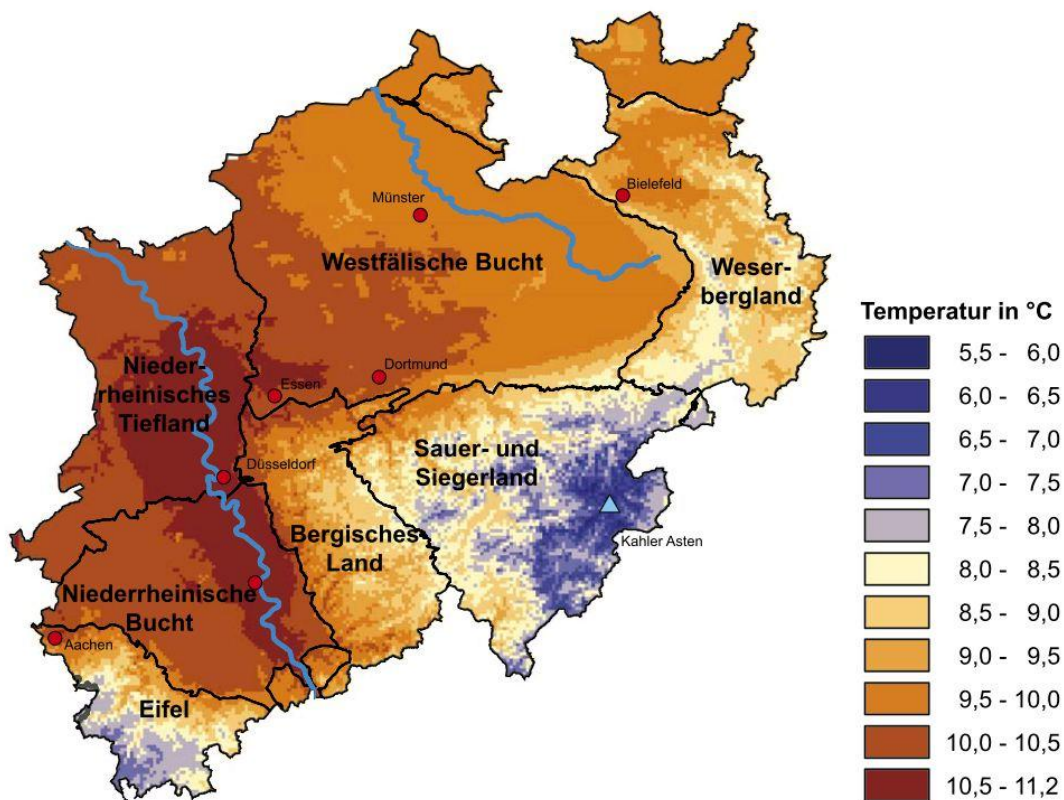 Münster
Bielefeld
Westfälische Bucht
Weser-
bergland
Nieder-
rheinisches
Tiefland
Essen
Dortmund
Düsseldorf
Sauer- und
Siegerland
Bergisches
Land
Kahler Asten
Niederrheinische
Bucht
Aachen
Eifel
Temperatur in °C
5,5 - 6,0
6,0 - 6,5
6,5 - 7,0
7,0 - 7,5
7,5 - 8,0
8,0 - 8,5
8,5 - 9,0
9,0 - 9,5
9,5 - 10,0
10,0 - 10,5
10,5 - 11,2